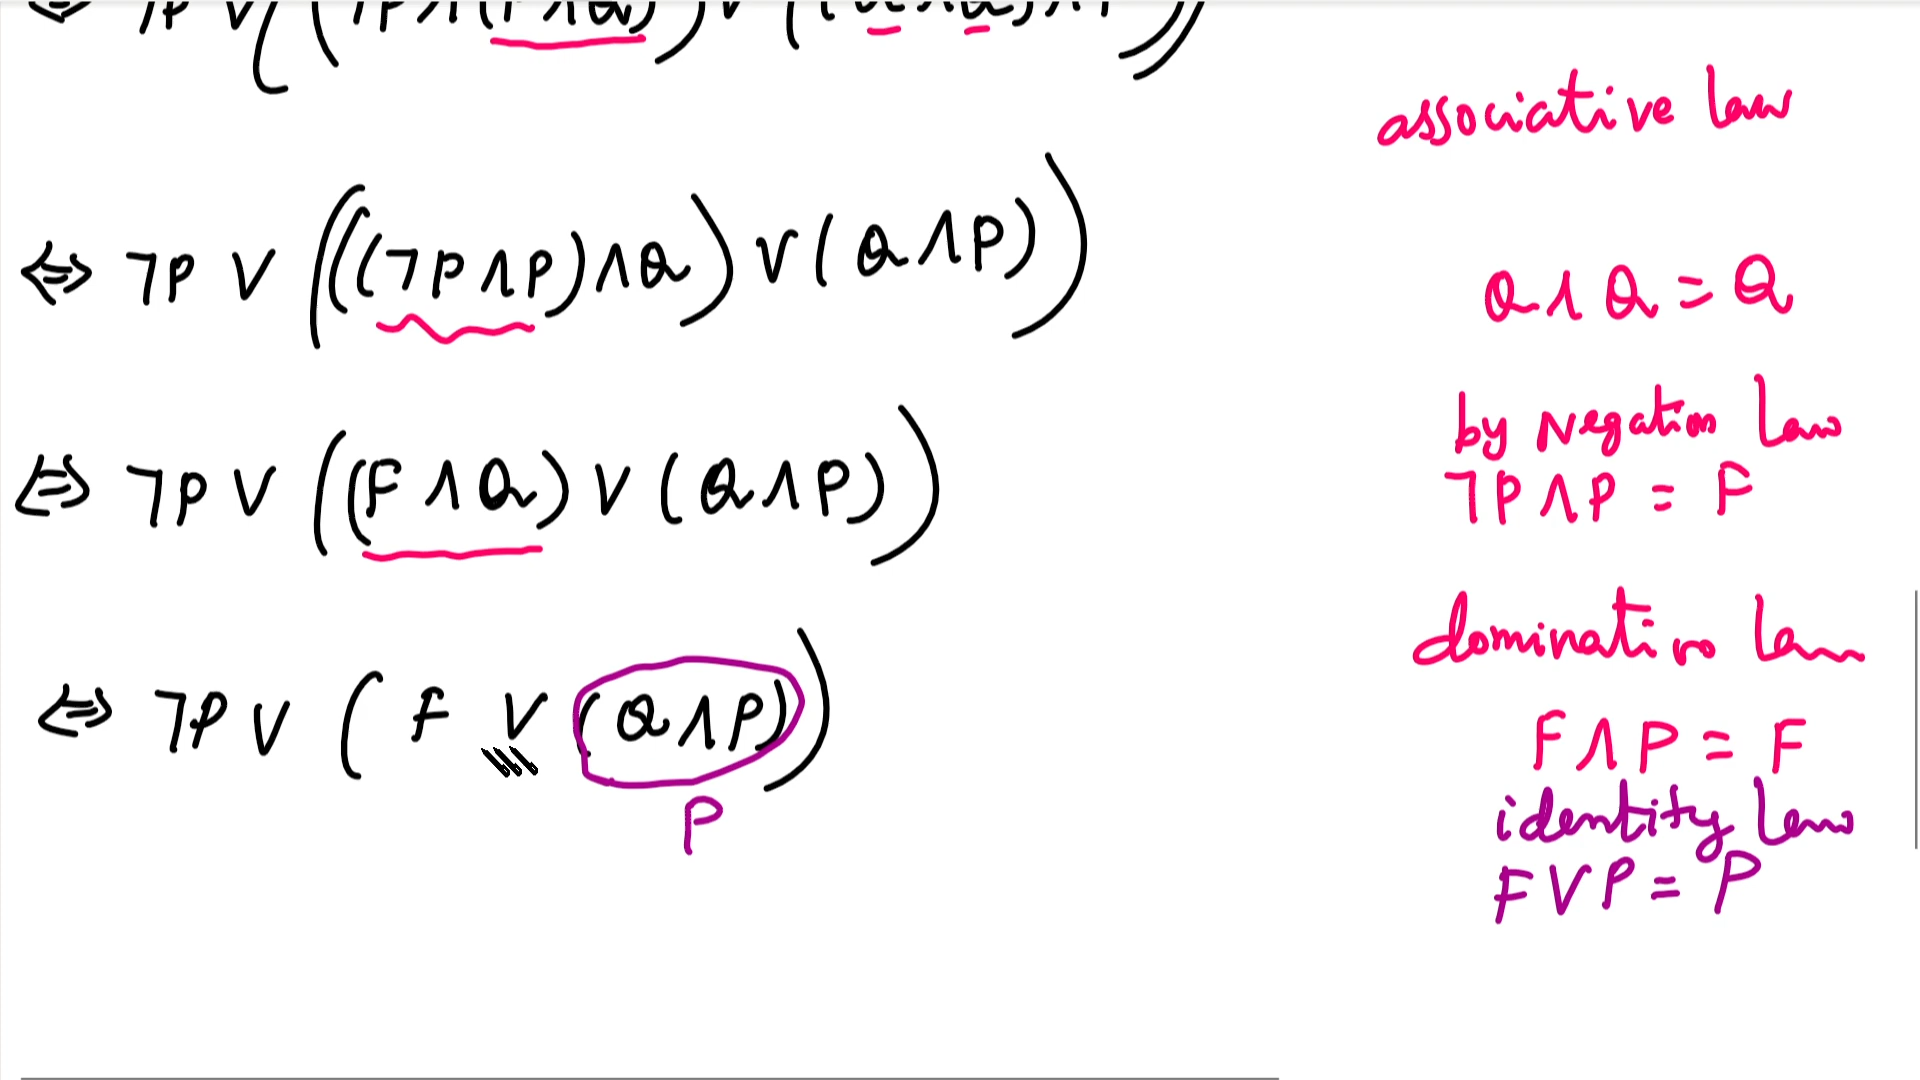 ⇔ ¬P ∨ ((¬P∧(P∧Q)) ∨ ((Q∧Q)∧P))
associative law
⇔ ¬P ∨ (((¬P∧P)∧Q) ∨ (Q∧P))
Q∧Q = Q
by Negation Law
⇔ ¬P ∨ ((F∧Q) ∨ (Q∧P))
¬P∧P = F
domination law
⇔ ¬P ∨ (F ∨ (Q∧P))
F∧P = F
P
identity law
F∨P = P